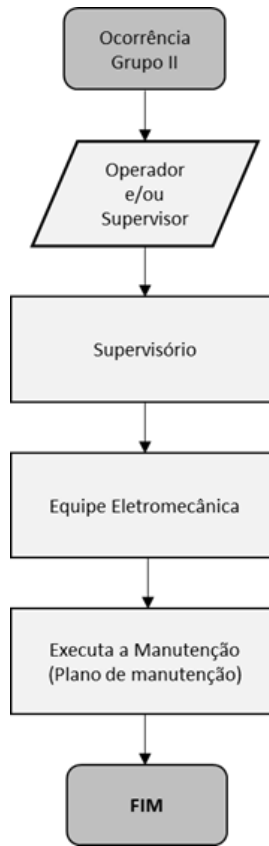 Ocorrência
Grupo II
Operador
e/ou
Supervisor
Supervisório
Equipe Eletromecânica
Executa a Manutenção
(Plano de manutenção)
FIM